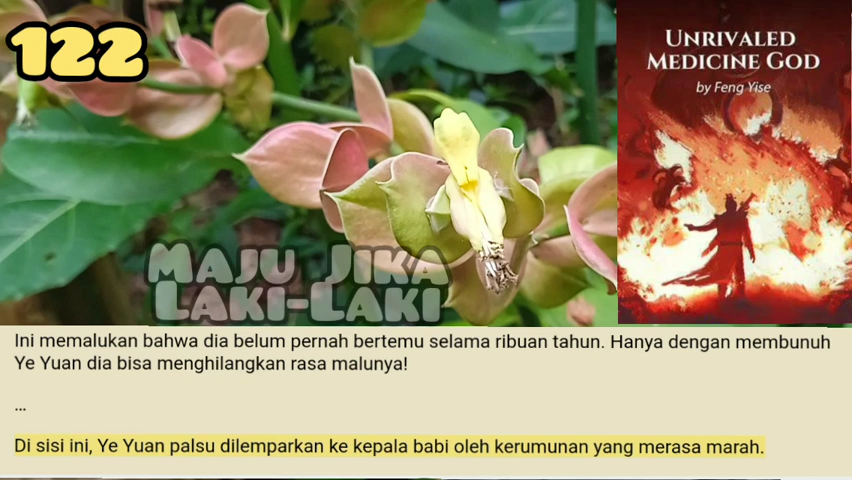 122
UNRIVALED
MEDICINE GOD
by Feng Yise
MAJU JIKA
LAKI-LAKI
Ini memalukan bahwa dia belum pernah bertemu selama ribuan tahun. Hanya dengan membunuh
Ye Yuan dia bisa menghilangkan rasa malunya!
...
Di sisi ini, Ye Yuan palsu dilemparkan ke kepala babi oleh kerumunan yang merasa marah.